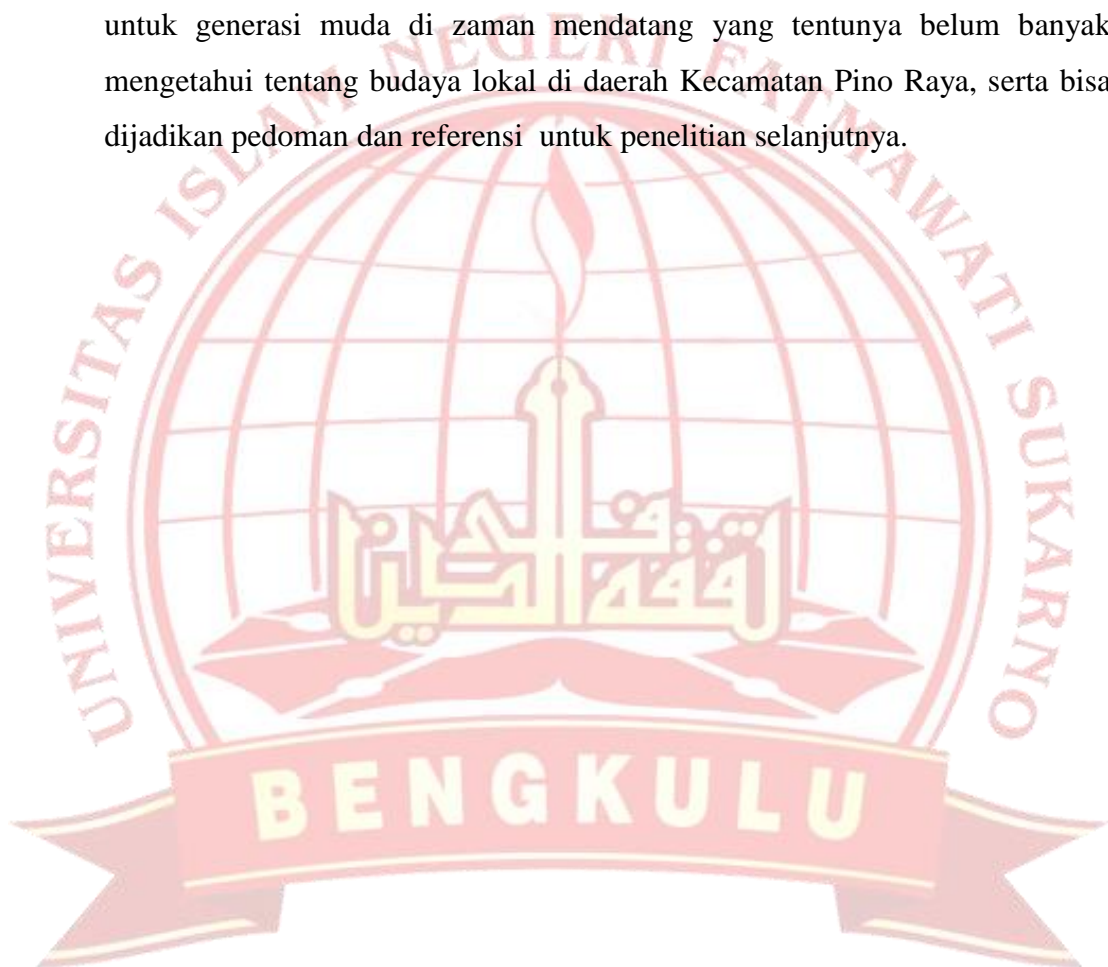 untuk generasi muda di zaman mendatang yang tentunya belum banyak
mengetahui tentang budaya lokal di daerah Kecamatan Pino Raya, serta bisa
dijadikan pedoman dan referensi  untuk penelitian selanjutnya.
UNIVERSITAS ISLAM NEGERI FATMAWATI SUKARNO
BENGKULU